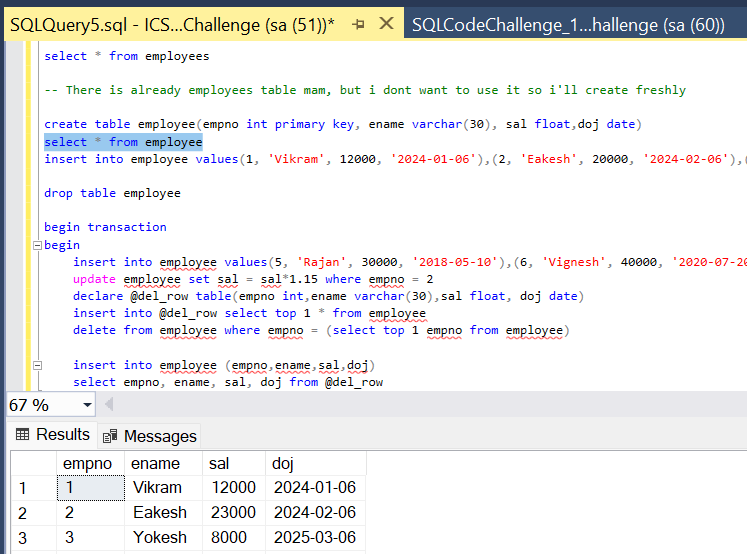 SQLQuery5.sql - ICS...Challenge (sa (51))* SQLCodeChallenge_1...hallenge (sa (60))
select * from employees
-- There is already employees table mam, but i dont want to use it so i'll create freshly
create table employee(empno int primary key, ename varchar(30), sal float,doj date)
select * from employee
insert into employee values(1, 'Vikram', 12000, '2024-01-06'),(2, 'Eakesh', 20000, '2024-02-06'),(
drop table employee
begin transaction
begin
insert into employee values(5, 'Rajan', 30000, '2018-05-10'),(6, 'Vignesh', 40000, '2020-07-20
update employee set sal = sal*1.15 where empno = 2
declare @del_row table(empno int,ename varchar(30),sal float, doj date)
insert into @del_row select top 1 * from employee
delete from employee where empno = (select top 1 empno from employee)
insert into employee (empno,ename,sal,doj)
select empno, ename, sal, doj from @del_row
67 %
Results Messages
empno ename sal doj
1 1 Vikram 12000 2024-01-06
2 2 Eakesh 23000 2024-02-06
3 3 Yokesh 8000 2025-03-06